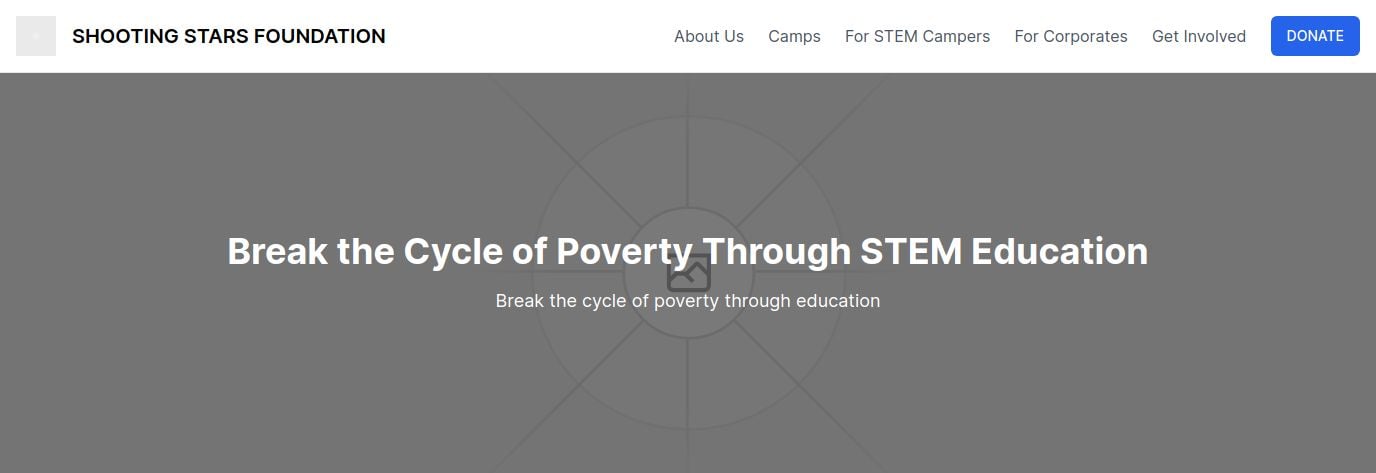 SHOOTING STARS FOUNDATION
About Us
Camps
For STEM Campers
For Corporates
Get Involved
DONATE
Break the Cycle of Poverty Through STEM Education
Break the cycle of poverty through education